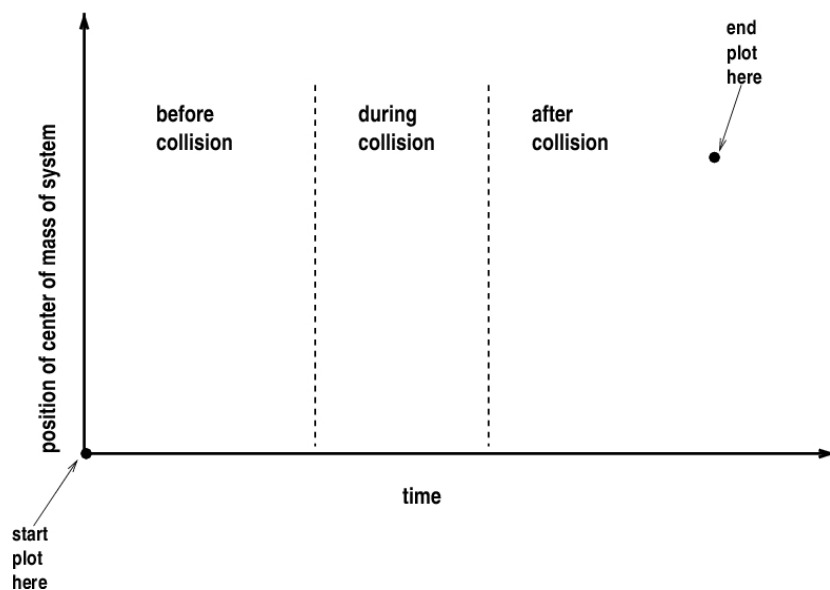 end
plot
here
before
collision
during
collision
after
collision
position of center of mass of system
time
start
plot
here